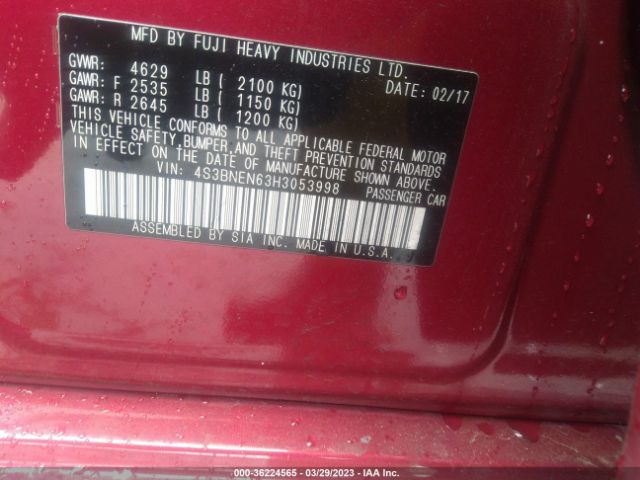 MFD BY FUJI HEAVY INDUSTRIES LTD.
GVWR: 4629 LB ( 2100 KG) DATE: 02/17
GAWR: F 2535 LB ( 1150 KG)
GAWR: R 2645 LB ( 1200 KG)
THIS VEHICLE CONFORMS TO ALL APPLICABLE FEDERAL MOTOR
VEHICLE SAFETY, BUMPER, AND THEFT PREVENTION STANDARDS
IN EFFECT ON THE DATE OF MANUFACTURE SHOWN ABOVE.
VIN: 4S3BNEN63H3053998 PASSENGER CAR
ASSEMBLED BY SIA INC. MADE IN U.S.A.
000-36224565 - 03/29/2023 - IAA Inc.